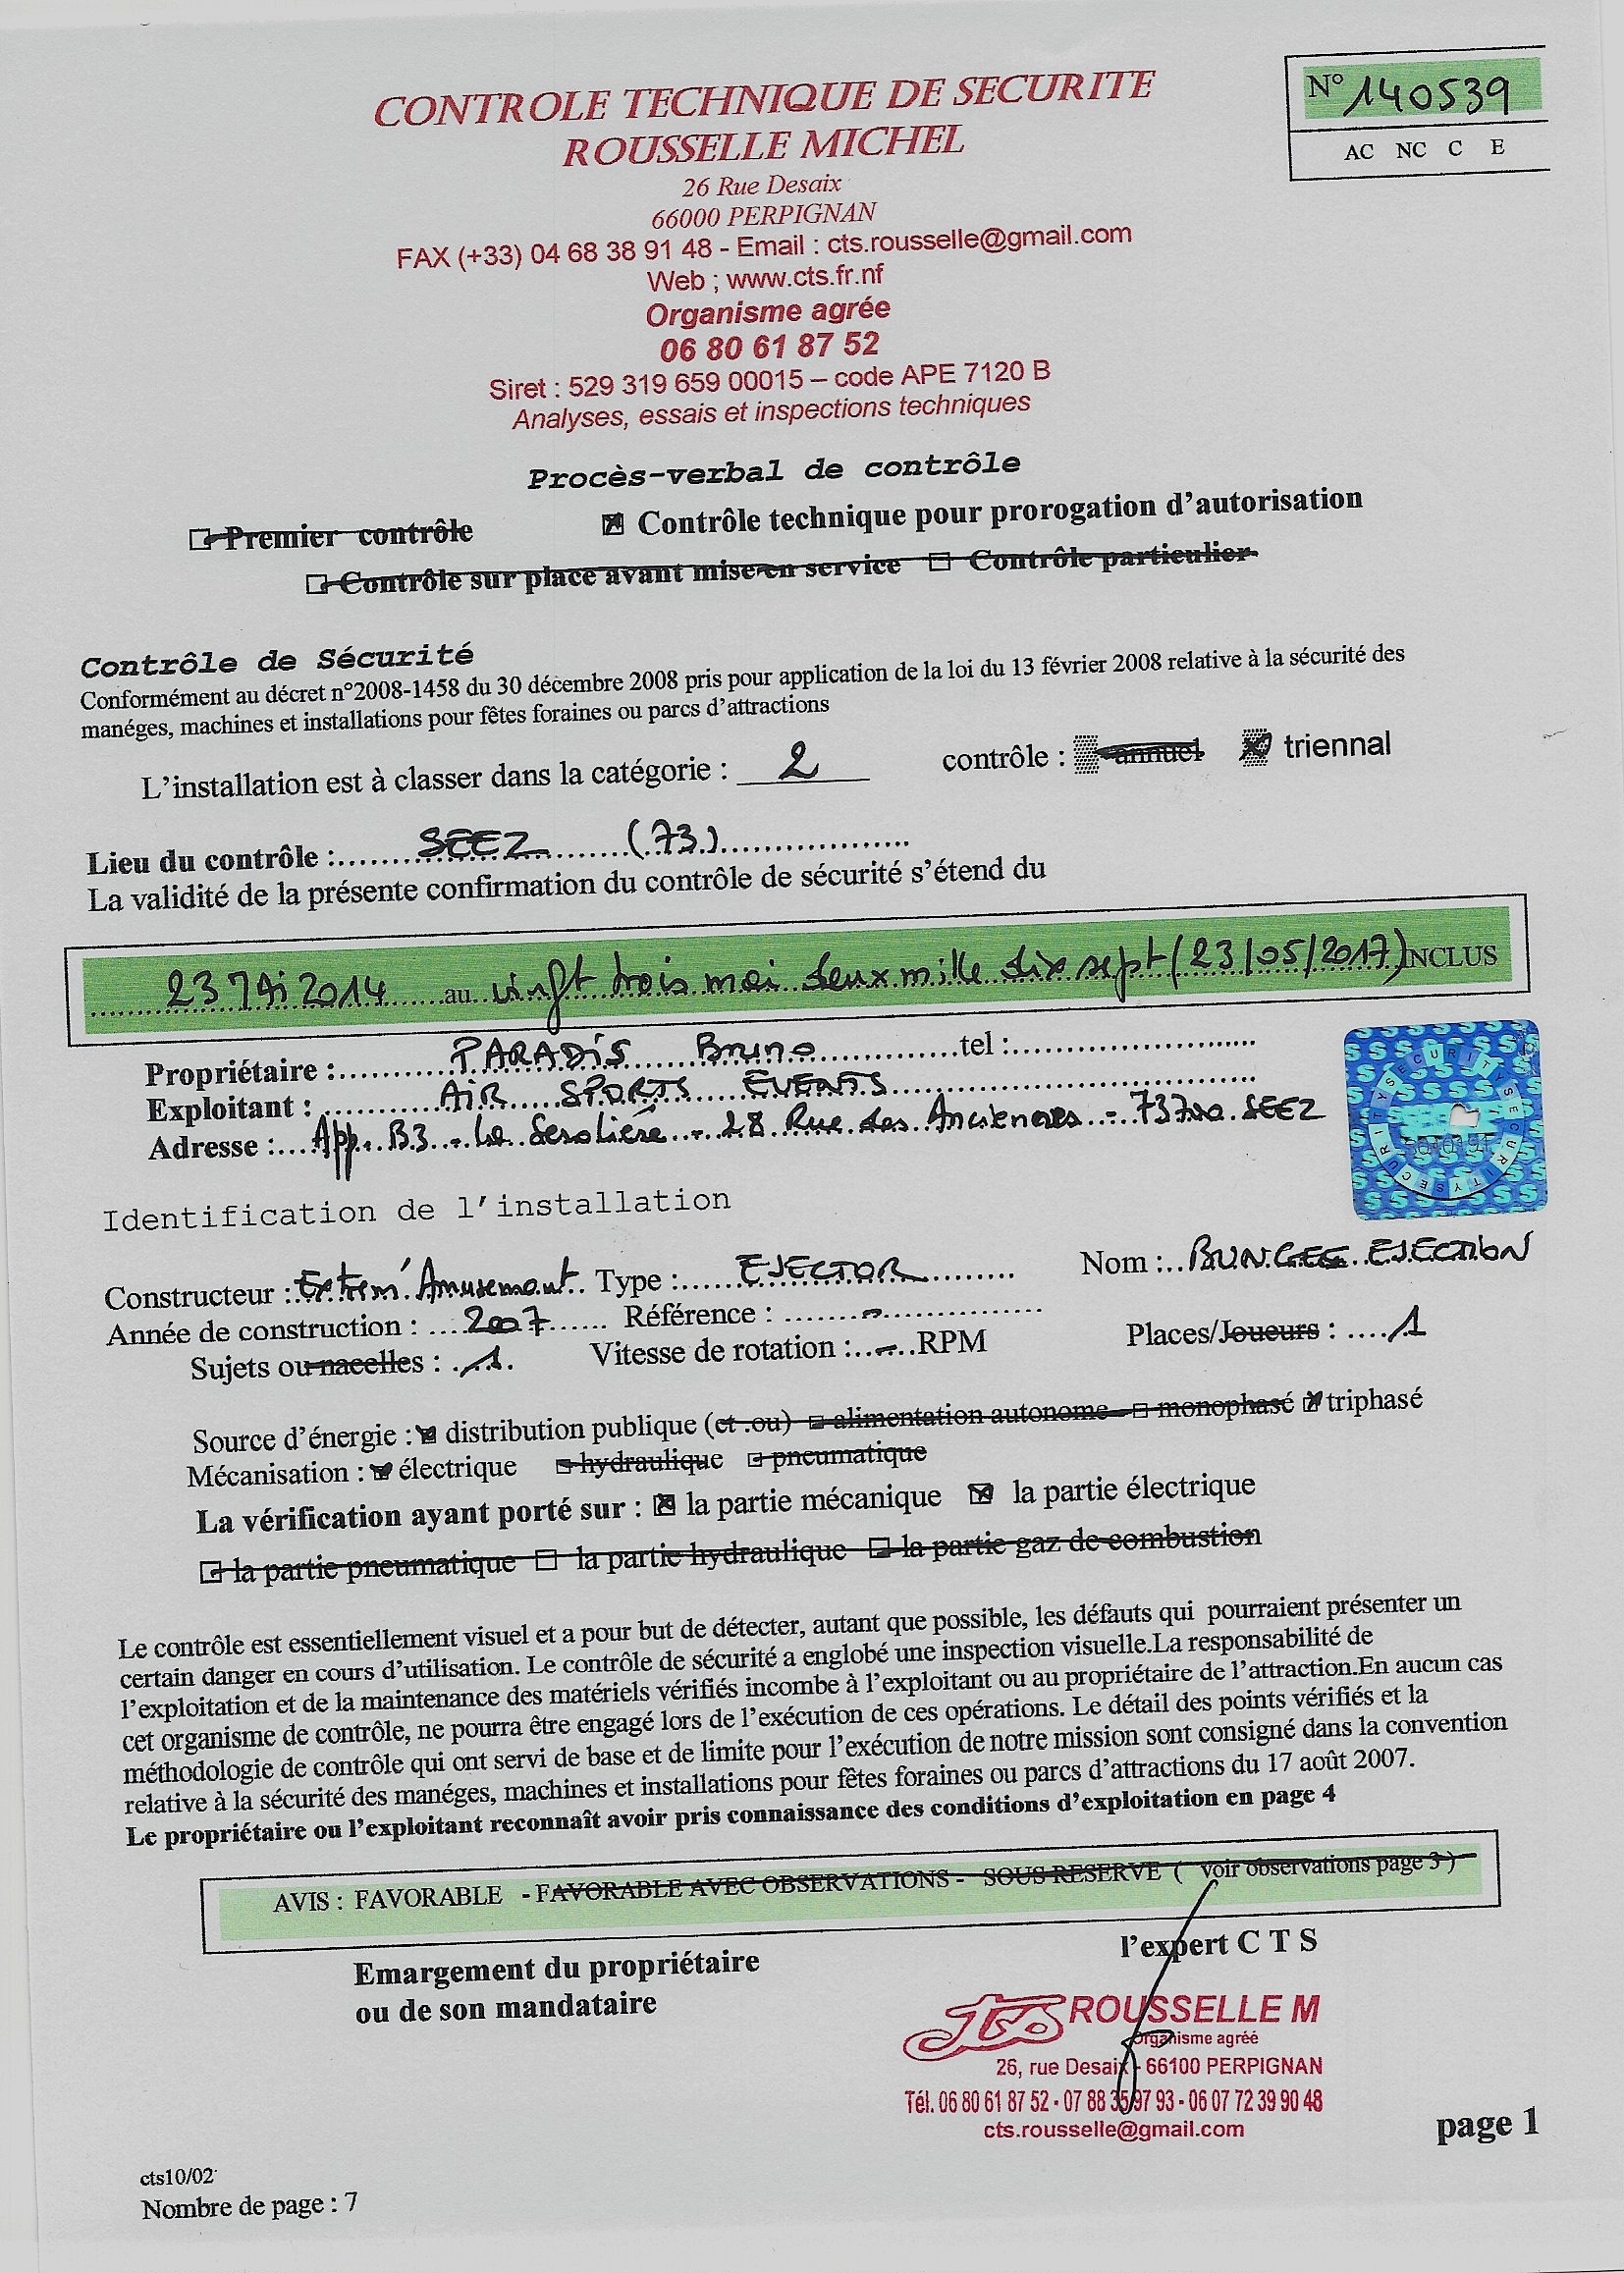 N° 140539
AC NC C E
CONTROLE TECHNIQUE DE SECURITE
ROUSSELLE MICHEL
26 Rue Desaix
66000 PERPIGNAN
FAX (+33) 04 68 38 91 48 - Email : cts.rousselle@gmail.com
Web ; www.cts.fr.nf
Organisme agrée
06 80 61 87 52
Siret : 529 319 659 00015 – code APE 7120 B
Analyses, essais et inspections techniques
Procès-verbal de contrôle
Premier contrôle Contrôle technique pour prorogation d'autorisation
Contrôle sur place avant mise en service Contrôle particulier
Contrôle de Sécurité
Conformément au décret n°2008-1458 du 30 décembre 2008 pris pour application de la loi du 13 février 2008 relative à la sécurité des
manéges, machines et installations pour fêtes foraines ou parcs d'attractions
L'installation est à classer dans la catégorie : 2 contrôle : annuel triennal
Lieu du contrôle : SEEZ (73)
La validité de la présente confirmation du contrôle de sécurité s'étend du
23 Mai 2014 au vingt trois mai deux mille dix sept (23/05/2017) INCLUS
Propriétaire : PARADIS Bruno tel :
Exploitant : AIR SPORTS EVENTS
Adresse : App. B3 - La - 28 Rue des - 73700 SEEZ
SECURITY SECURITY
Identification de l'installation
Constructeur : Extrem' Amusement Type : EJECTOR Nom : BUNGEE EJECTION
Année de construction : 2007 Référence : -
Sujets ou nacelles : 1 Vitesse de rotation : - RPM Places/Joueurs : 1
Source d'énergie : distribution publique (et .ou) alimentation autonome monophasé triphasé
Mécanisation : électrique hydraulique pneumatique
La vérification ayant porté sur : la partie mécanique la partie électrique
la partie pneumatique la partie hydraulique la partie gaz de combustion
Le contrôle est essentiellement visuel et a pour but de détecter, autant que possible, les défauts qui pourraient présenter un
certain danger en cours d'utilisation. Le contrôle de sécurité a englobé une inspection visuelle.La responsabilité de
l'exploitation et de la maintenance des matériels vérifiés incombe à l'exploitant ou au propriétaire de l'attraction.En aucun cas
cet organisme de contrôle, ne pourra être engagé lors de l'exécution de ces opérations. Le détail des points vérifiés et la
méthodologie de contrôle qui ont servi de base et de limite pour l'exécution de notre mission sont consigné dans la convention
relative à la sécurité des manéges, machines et installations pour fêtes foraines ou parcs d'attractions du 17 août 2007.
Le propriétaire ou l'exploitant reconnaît avoir pris connaissance des conditions d'exploitation en page 4
AVIS : FAVORABLE - FAVORABLE AVEC OBSERVATIONS - SOUS RESERVE ( voir observations page 3 )
Emargement du propriétaire
ou de son mandataire
l'expert C T S
cts ROUSSELLE M
Organisme agréé
26, rue Desaix - 66100 PERPIGNAN
Tél. 06 80 61 87 52 - 07 88 35 97 93 - 06 07 72 39 90 48
cts.rousselle@gmail.com
page 1
cts10/02
Nombre de page : 7